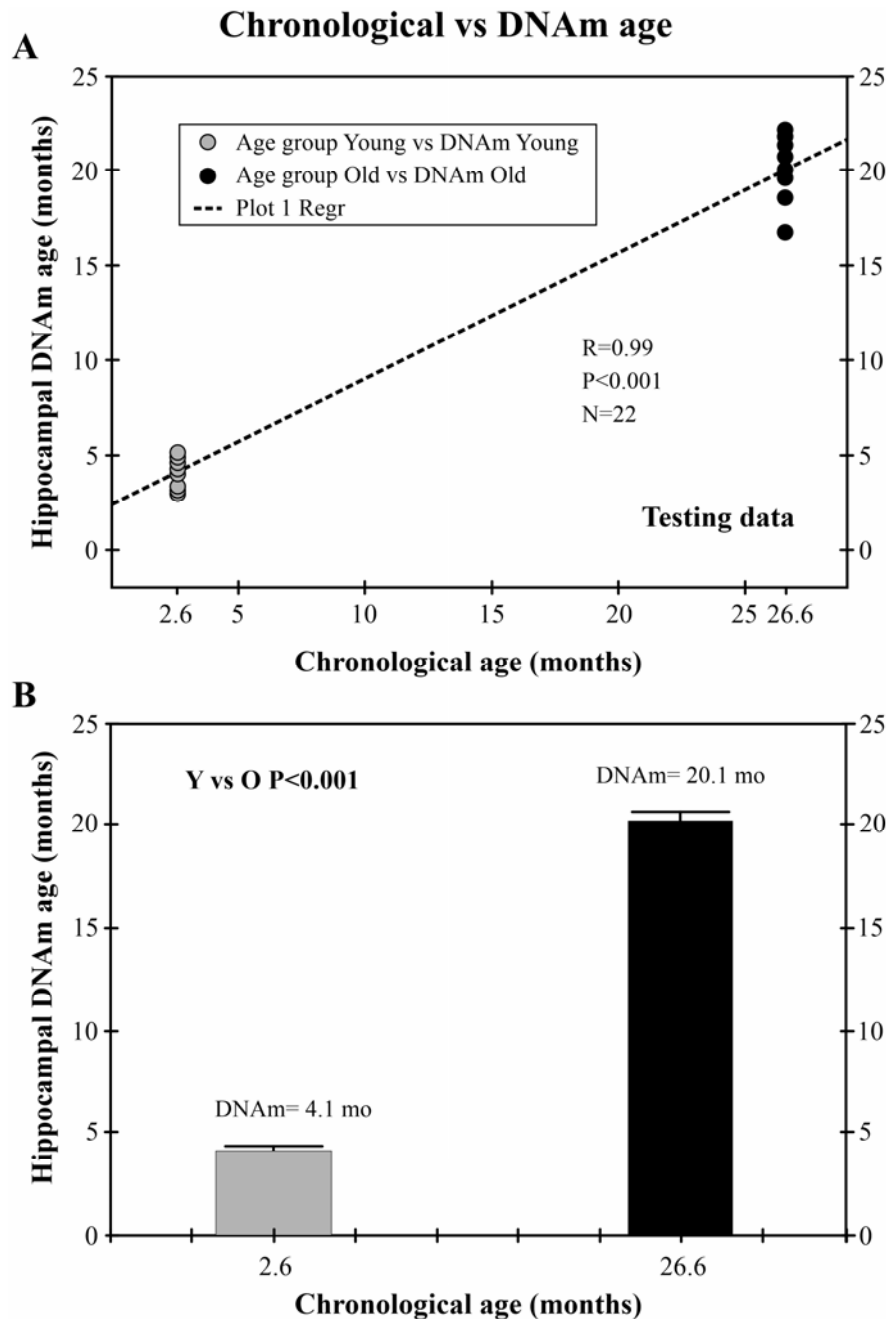 Chronological vs DNAm age
A
Hippocampal DNAm age (months)
25
20
15
10
5
0
Age group Young vs DNAm Young
Age group Old vs DNAm Old
Plot 1 Regr
R=0.99
P<0.001
N=22
Testing data
25
20
15
10
5
0
2.6 5 10 15 20 25 26.6
Chronological age (months)
B
Hippocampal DNAm age (months)
25
20
15
10
5
0
Y vs O P<0.001
DNAm= 20.1 mo
DNAm= 4.1 mo
25
20
15
10
5
0
2.6 26.6
Chronological age (months)